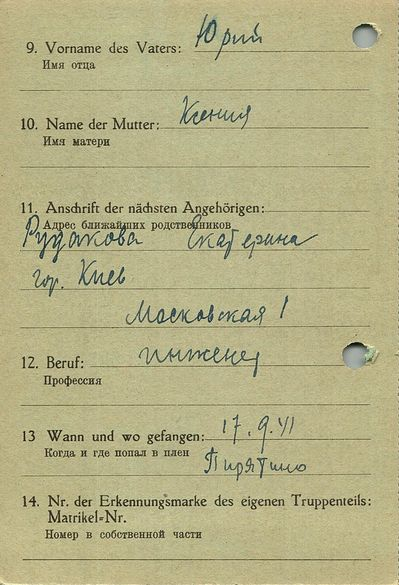 9. Vorname des Vaters: Юрий
Имя отца
10. Name der Mutter: Ксения
Имя матери
11. Anschrift der nächsten Angehörigen:
Адрес ближайших родственников
Рудакова Екатерина
гор. Киев
Московская 1
12. Beruf: инженер
Профессия
13 Wann und wo gefangen: 17.9.41
Когда и где попал в плен
Пирятино
14. Nr. der Erkennungsmarke des eigenen Truppenteils:
Matrikel=Nr.
Номер в собственной части